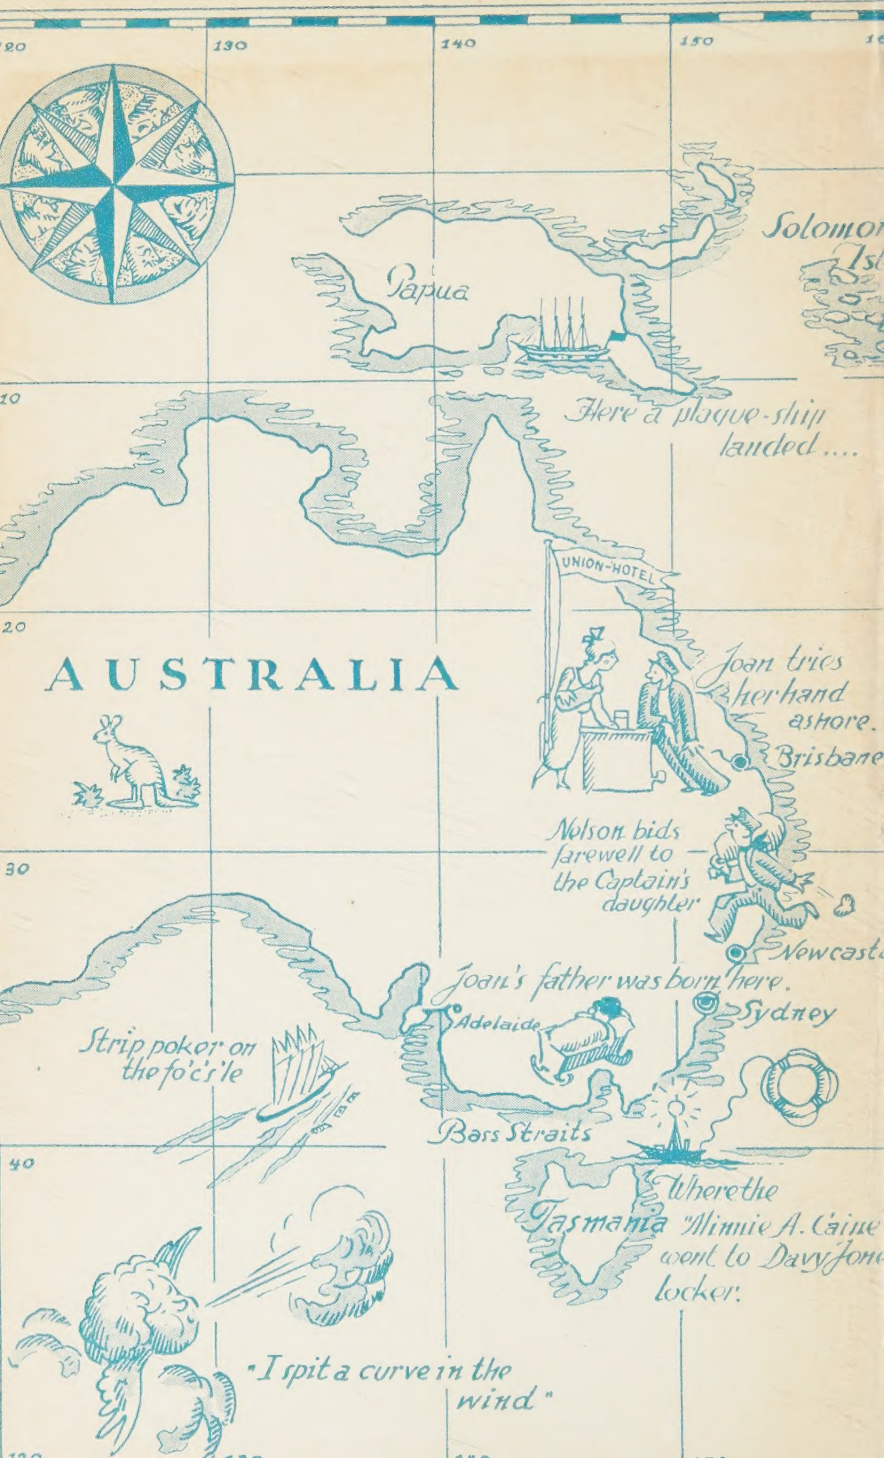 130
140
150
Solomon
Isl
Papua
10
Here a plague-ship
landed....
UNION-HOTEL
20
AUSTRALIA
Joan tries
her hand
ashore.
Brisbane
Nelson bids
farewell to
the Captain's
daughter
30
Newcast
Joan's father was born here.
Adelaide
Sydney
Strip poker on
the fo'c's'le
Bass Straits
40
Where the
Tasmania
"Minnie A. Caine
went to Davy Jone
locker.
"I spit a curve in the
wind"